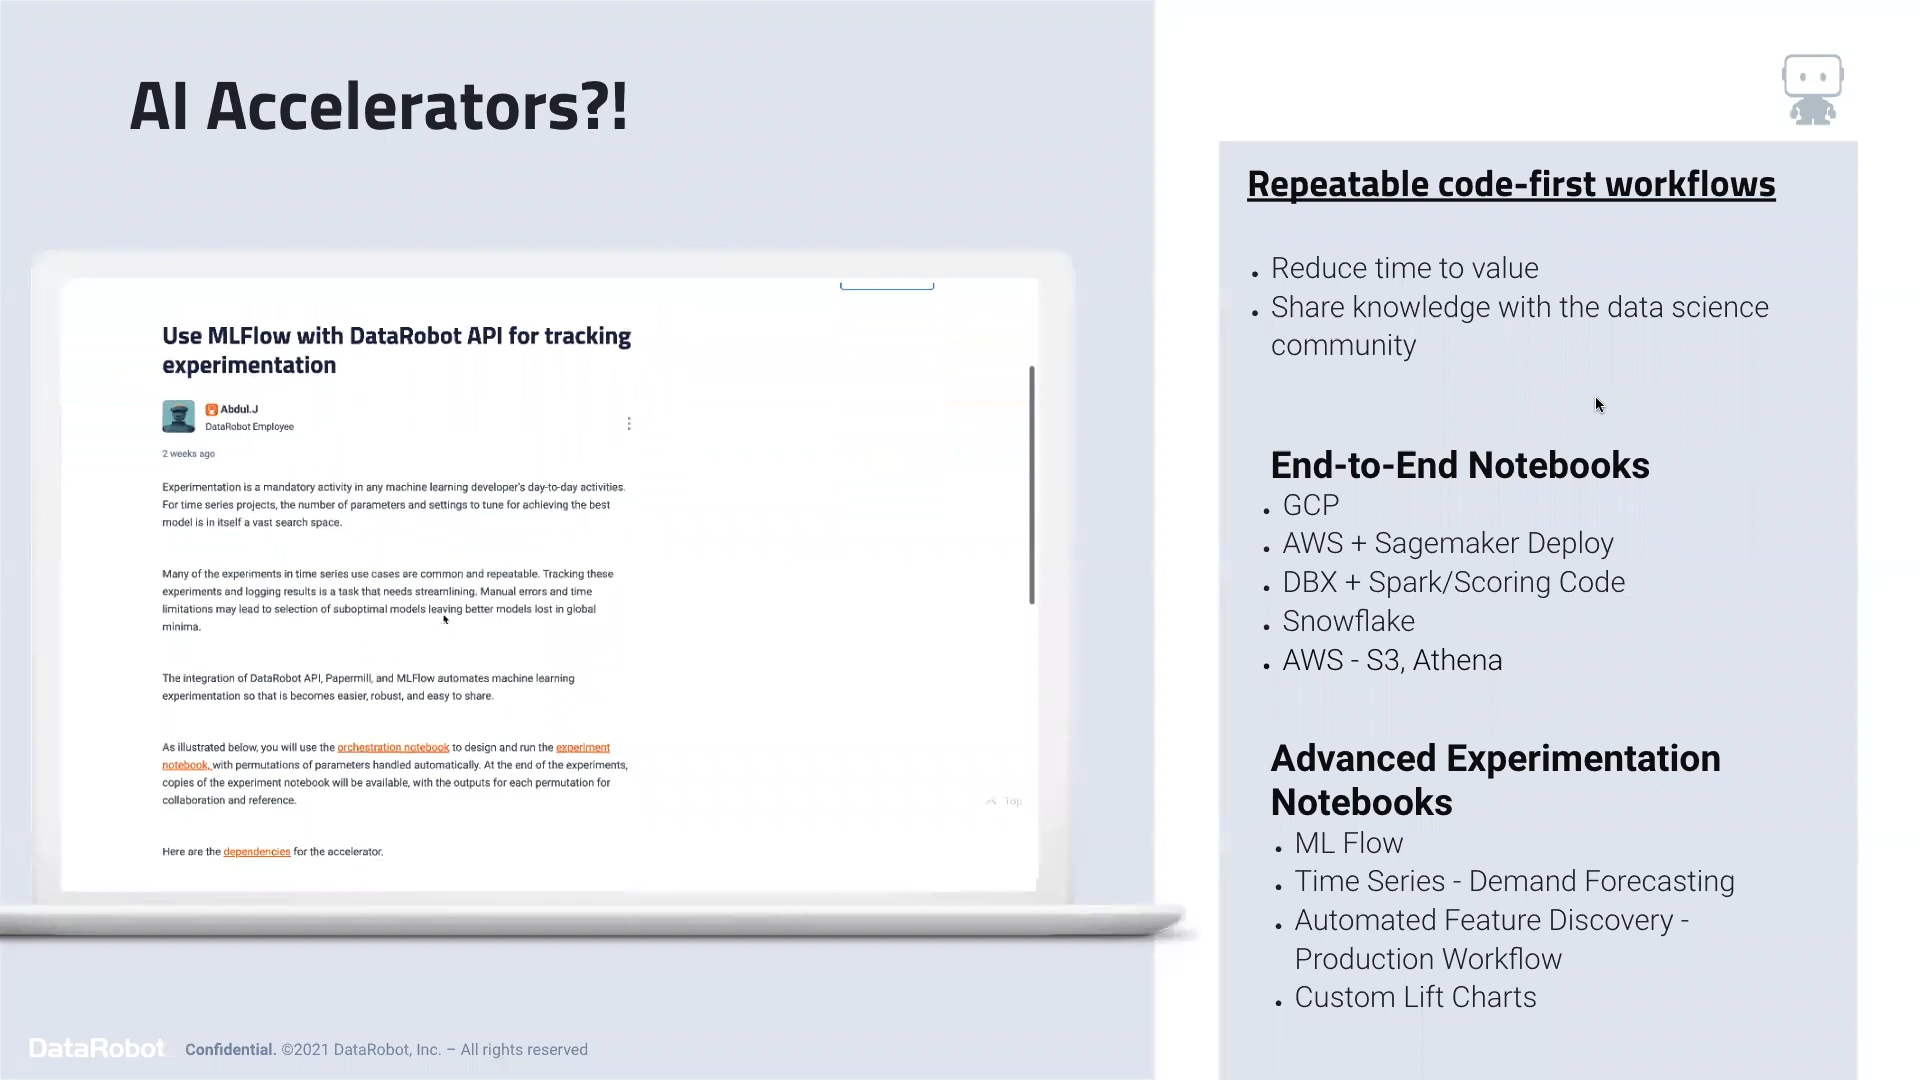 AI Accelerators?!
Use MLFlow with DataRobot API for tracking
experimentation
Abdul.J
DataRobot Employee
2 weeks ago
Experimentation is a mandatory activity in any machine learning developer's day-to-day activities.
For time series projects, the number of parameters and settings to tune for achieving the best
model is in itself a vast search space.
Many of the experiments in time series use cases are common and repeatable. Tracking these
experiments and logging results is a task that needs streamlining. Manual errors and time
limitations may lead to selection of suboptimal models leaving better models lost in global
minima.
The integration of DataRobot API, Papermill, and MLFlow automates machine learning
experimentation so that is becomes easier, robust, and easy to share.
As illustrated below, you will use the orchestration notebook to design and run the experiment
notebook, with permutations of parameters handled automatically. At the end of the experiments,
copies of the experiment notebook will be available, with the outputs for each permutation for
collaboration and reference.
Top
Here are the dependencies for the accelerator.
Repeatable code-first workflows
• Reduce time to value
• Share knowledge with the data science
community
End-to-End Notebooks
• GCP
• AWS + Sagemaker Deploy
• DBX + Spark/Scoring Code
• Snowflake
• AWS - S3, Athena
Advanced Experimentation
Notebooks
• ML Flow
• Time Series - Demand Forecasting
• Automated Feature Discovery -
Production Workflow
• Custom Lift Charts
DataRobot Confidential. ©2021 DataRobot, Inc. – All rights reserved